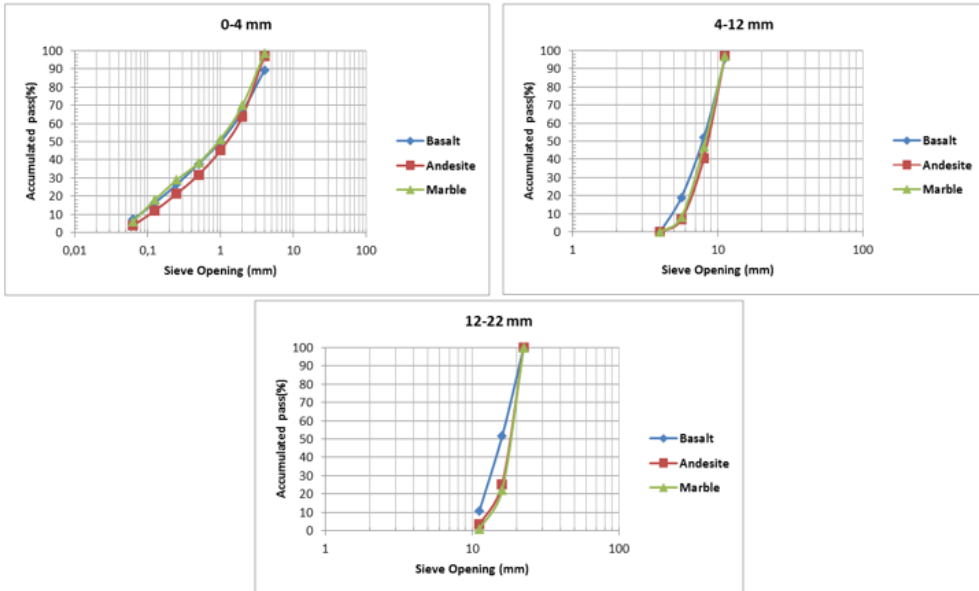 0-4 mm
Accumulated pass(%)
100
90
80
70
60
50
40
30
20
10
0
0,01 0,1 1 10 100
Sieve Opening (mm)
Basalt
Andesite
Marble
4-12 mm
Accumulated pass(%)
100
90
80
70
60
50
40
30
20
10
0
1 10 100
Sieve Opening (mm)
Basalt
Andesite
Marble
12-22 mm
Accumulated pass(%)
100
90
80
70
60
50
40
30
20
10
0
1 10 100
Sieve Opening (mm)
Basalt
Andesite
Marble